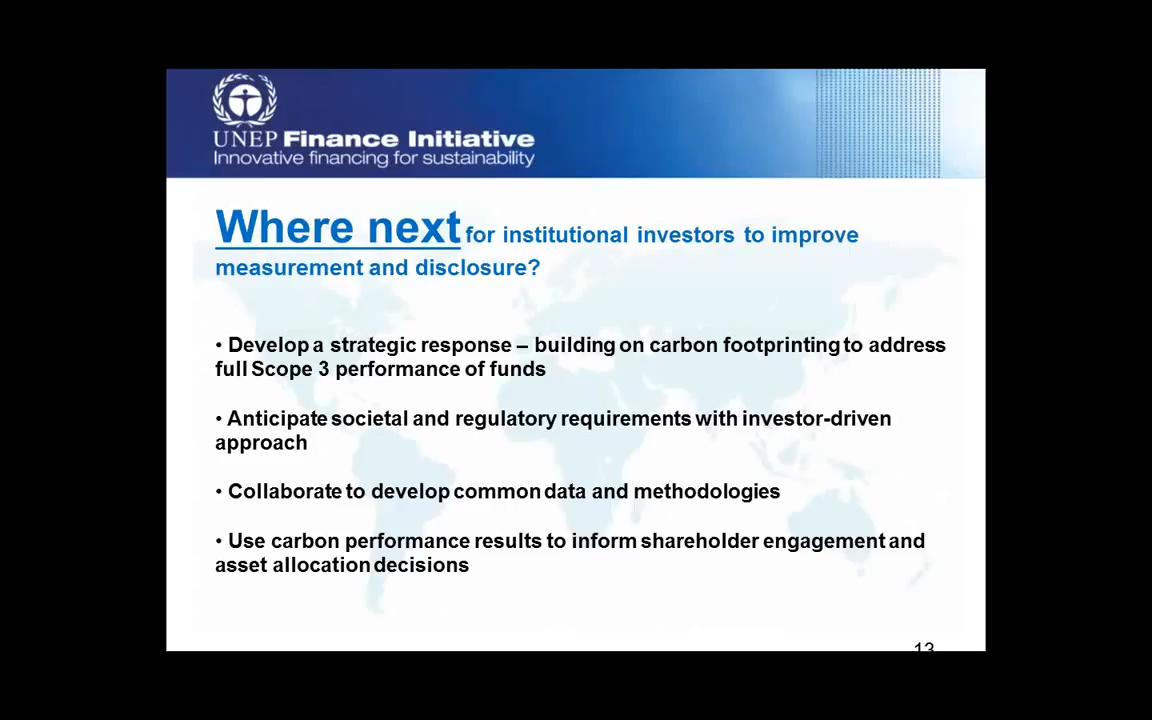 UNEP Finance Initiative
Innovative financing for sustainability
Where next for institutional investors to improve
measurement and disclosure?
• Develop a strategic response – building on carbon footprinting to address
full Scope 3 performance of funds
• Anticipate societal and regulatory requirements with investor-driven
approach
• Collaborate to develop common data and methodologies
• Use carbon performance results to inform shareholder engagement and
asset allocation decisions
13